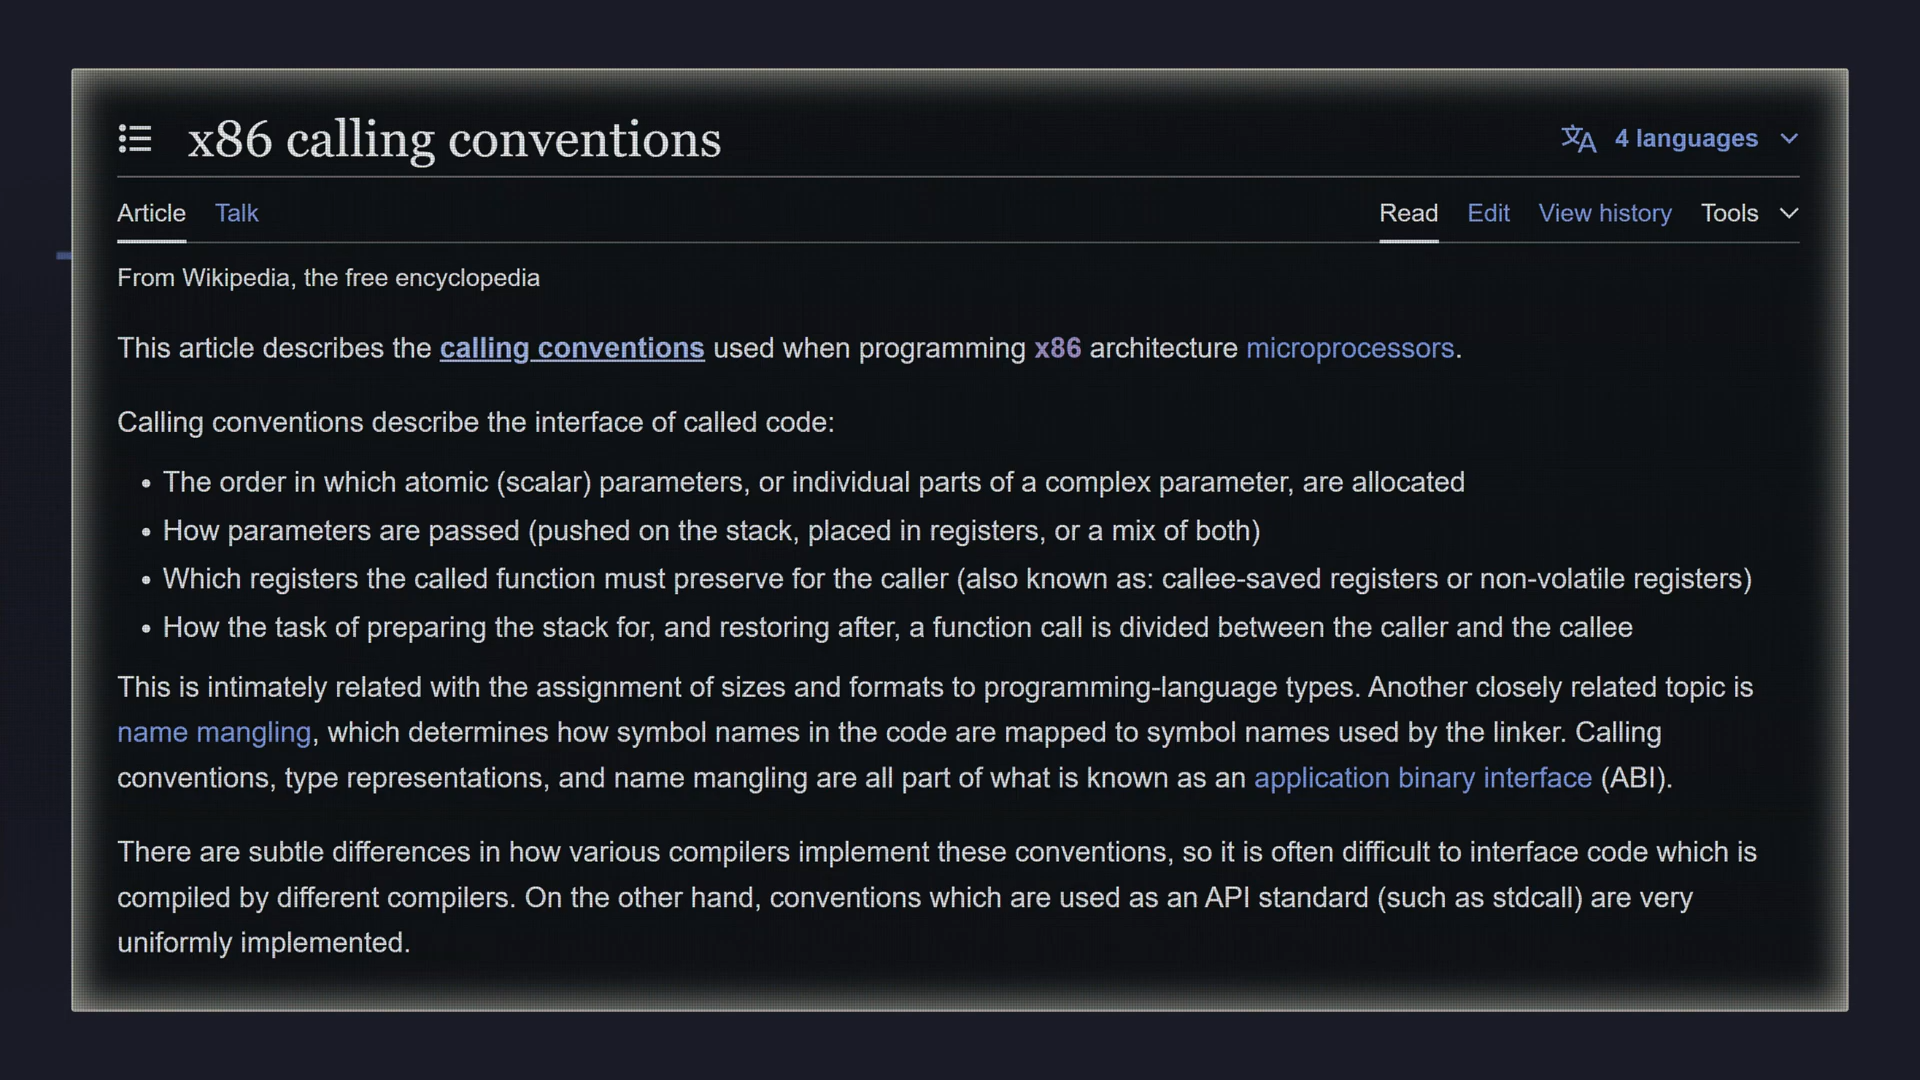 x86 calling conventions
4 languages
Article Talk
Read Edit View history Tools
From Wikipedia, the free encyclopedia
This article describes the calling conventions used when programming x86 architecture microprocessors.
Calling conventions describe the interface of called code:
• The order in which atomic (scalar) parameters, or individual parts of a complex parameter, are allocated
• How parameters are passed (pushed on the stack, placed in registers, or a mix of both)
• Which registers the called function must preserve for the caller (also known as: callee-saved registers or non-volatile registers)
• How the task of preparing the stack for, and restoring after, a function call is divided between the caller and the callee
This is intimately related with the assignment of sizes and formats to programming-language types. Another closely related topic is
name mangling, which determines how symbol names in the code are mapped to symbol names used by the linker. Calling
conventions, type representations, and name mangling are all part of what is known as an application binary interface (ABI).
There are subtle differences in how various compilers implement these conventions, so it is often difficult to interface code which is
compiled by different compilers. On the other hand, conventions which are used as an API standard (such as stdcall) are very
uniformly implemented.